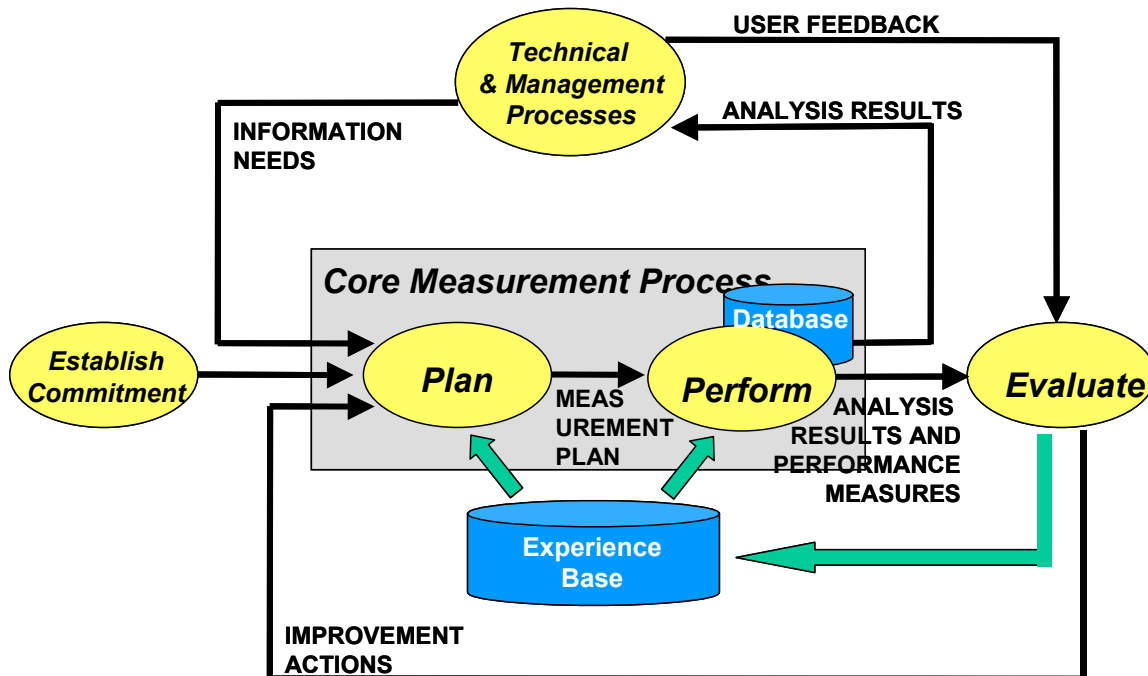 USER FEEDBACK
Technical
& Management
Processes
ANALYSIS RESULTS
INFORMATION
NEEDS
Core Measurement Process
Database
Establish
Commitment
Plan
Perform
Evaluate
MEAS
UREMENT
PLAN
ANALYSIS
RESULTS AND
PERFORMANCE
MEASURES
Experience
Base
IMPROVEMENT
ACTIONS